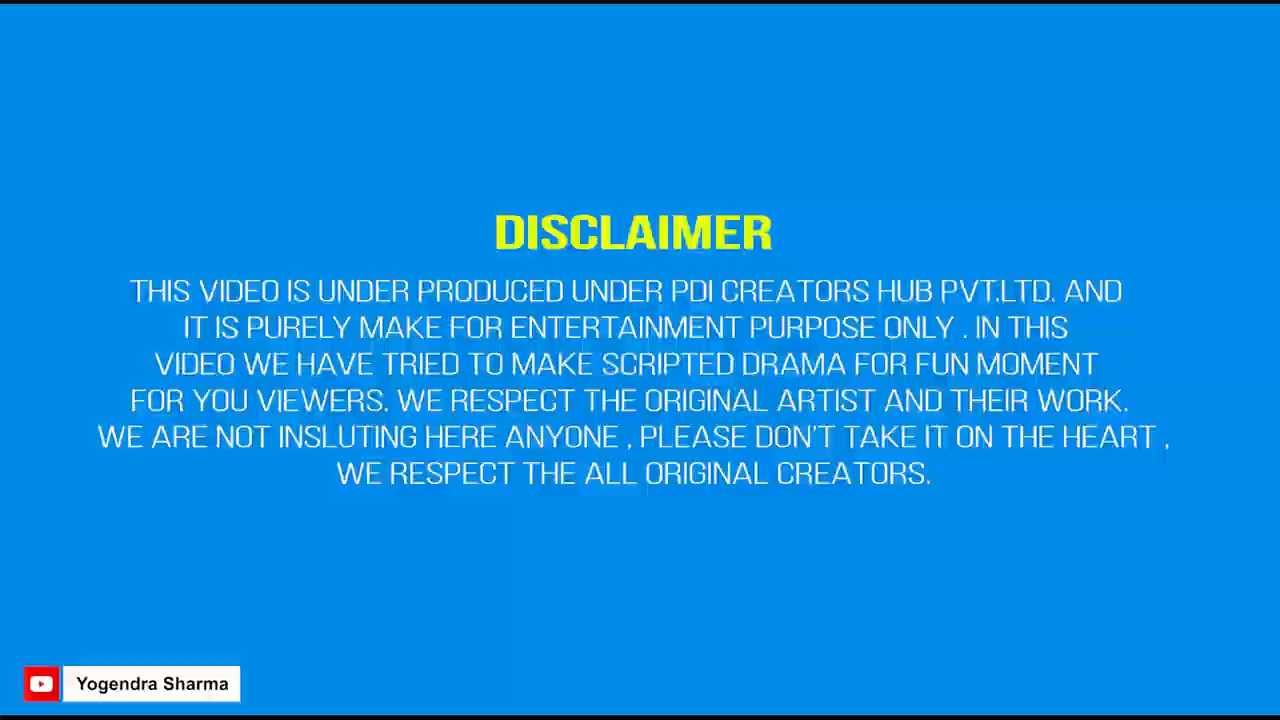 DISCLAIMER
THIS VIDEO IS UNDER PRODUCED UNDER PDI CREATORS HUB PVT.LTD. AND
IT IS PURELY MAKE FOR ENTERTAINMENT PURPOSE ONLY . IN THIS
VIDEO WE HAVE TRIED TO MAKE SCRIPTED DRAMA FOR FUN MOMENT
FOR YOU VIEWERS. WE RESPECT THE ORIGINAL ARTIST AND THEIR WORK.
WE ARE NOT INSLUTING HERE ANYONE , PLEASE DON'T TAKE IT ON THE HEART ,
WE RESPECT THE ALL ORIGINAL CREATORS.
Yogendra Sharma